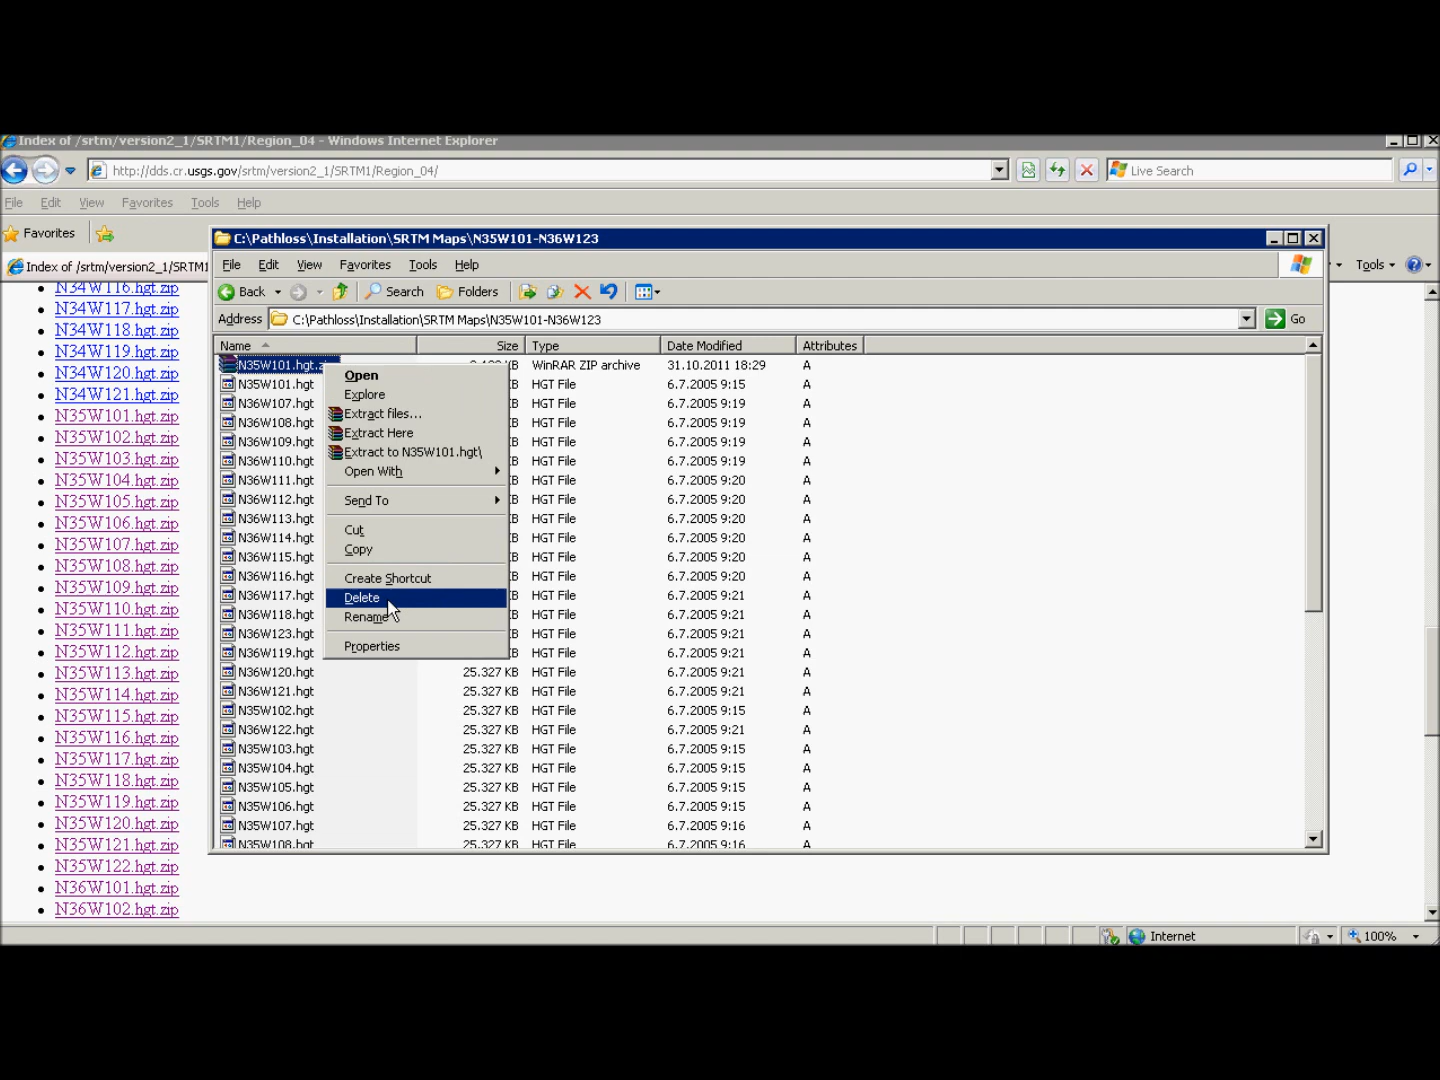 Index of /srtm/version2_1/SRTM1/Region_04 - Windows Internet Explorer
http://dds.cr.usgs.gov/srtm/version2_1/SRTM1/Region_04/
Live Search
File Edit View Favorites Tools Help
Favorites
Index of /srtm/version2_1/SRTM1
Tools
N34W116.hgt.zip
N34W117.hgt.zip
N34W118.hgt.zip
N34W119.hgt.zip
N34W120.hgt.zip
N34W121.hgt.zip
N35W101.hgt.zip
N35W102.hgt.zip
N35W103.hgt.zip
N35W104.hgt.zip
N35W105.hgt.zip
N35W106.hgt.zip
N35W107.hgt.zip
N35W108.hgt.zip
N35W109.hgt.zip
N35W110.hgt.zip
N35W111.hgt.zip
N35W112.hgt.zip
N35W113.hgt.zip
N35W114.hgt.zip
N35W115.hgt.zip
N35W116.hgt.zip
N35W117.hgt.zip
N35W118.hgt.zip
N35W119.hgt.zip
N35W120.hgt.zip
N35W121.hgt.zip
N35W122.hgt.zip
N36W101.hgt.zip
N36W102.hgt.zip
C:\Pathloss\Installation\SRTM Maps\N35W101-N36W123
File Edit View Favorites Tools Help
Back Search Folders
Address C:\Pathloss\Installation\SRTM Maps\N35W101-N36W123 Go
Name Size Type Date Modified Attributes
N35W101.hgt.zip WinRAR ZIP archive 31.10.2011 18:29 A
N35W101.hgt HGT File 6.7.2005 9:15 A
N36W107.hgt HGT File 6.7.2005 9:19 A
N36W108.hgt HGT File 6.7.2005 9:19 A
N36W109.hgt HGT File 6.7.2005 9:19 A
N36W110.hgt HGT File 6.7.2005 9:19 A
N36W111.hgt HGT File 6.7.2005 9:20 A
N36W112.hgt HGT File 6.7.2005 9:20 A
N36W113.hgt HGT File 6.7.2005 9:20 A
N36W114.hgt HGT File 6.7.2005 9:20 A
N36W115.hgt HGT File 6.7.2005 9:20 A
N36W116.hgt HGT File 6.7.2005 9:20 A
N36W117.hgt HGT File 6.7.2005 9:21 A
N36W118.hgt HGT File 6.7.2005 9:21 A
N36W123.hgt HGT File 6.7.2005 9:21 A
N36W119.hgt HGT File 6.7.2005 9:21 A
N36W120.hgt 25.327 KB HGT File 6.7.2005 9:21 A
N36W121.hgt 25.327 KB HGT File 6.7.2005 9:21 A
N35W102.hgt 25.327 KB HGT File 6.7.2005 9:15 A
N36W122.hgt 25.327 KB HGT File 6.7.2005 9:21 A
N35W103.hgt 25.327 KB HGT File 6.7.2005 9:15 A
N35W104.hgt 25.327 KB HGT File 6.7.2005 9:15 A
N35W105.hgt 25.327 KB HGT File 6.7.2005 9:15 A
N35W106.hgt 25.327 KB HGT File 6.7.2005 9:15 A
N35W107.hgt 25.327 KB HGT File 6.7.2005 9:16 A
N35W108.hgt 25.327 KB HGT File 6.7.2005 9:16 A
Open
Explore
Extract files...
Extract Here
Extract to N35W101.hgt\
Open With
Send To
Cut
Copy
Create Shortcut
Delete
Rename
Properties
Internet
100%